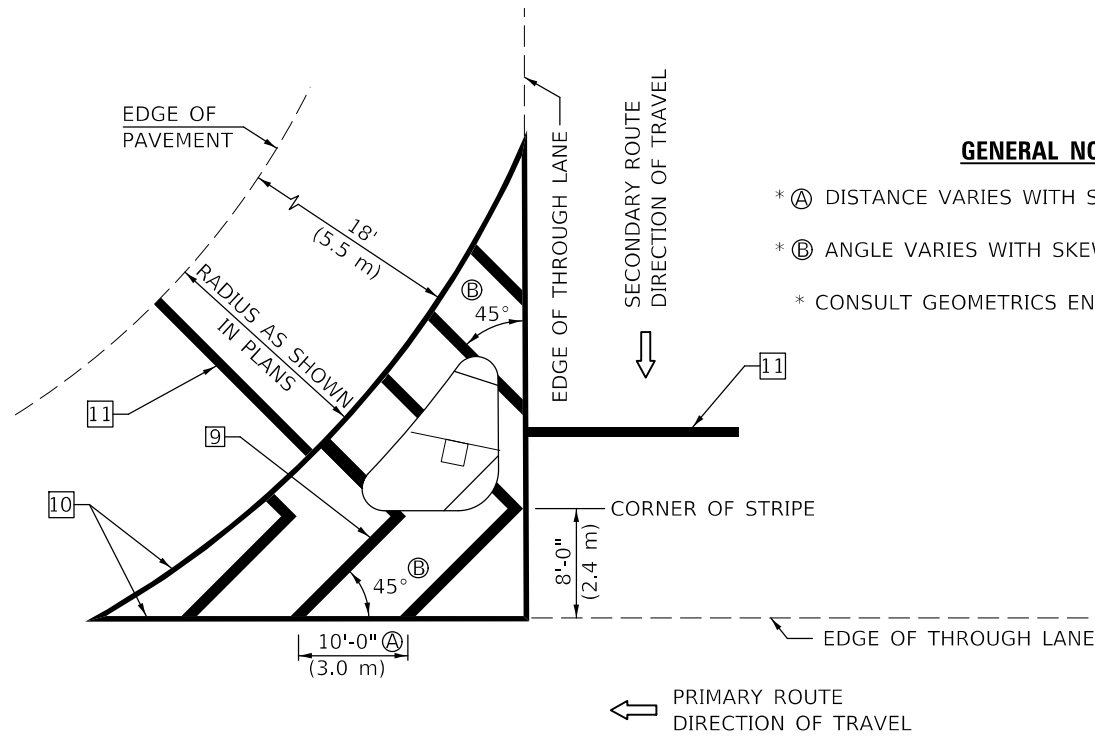 EDGE OF
PAVEMENT
18'
(5.5 m)
RADIUS AS SHOWN
IN PLANS
EDGE OF THROUGH LANE
SECONDARY ROUTE
DIRECTION OF TRAVEL
GENERAL NO
* Ⓐ DISTANCE VARIES WITH S
* Ⓑ ANGLE VARIES WITH SKEW
* CONSULT GEOMETRICS EN
Ⓑ
45°
11
11
9
10
CORNER OF STRIPE
8'-0"
(2.4 m)
45° Ⓑ
10'-0" Ⓐ
(3.0 m)
EDGE OF THROUGH LANE
PRIMARY ROUTE
DIRECTION OF TRAVEL